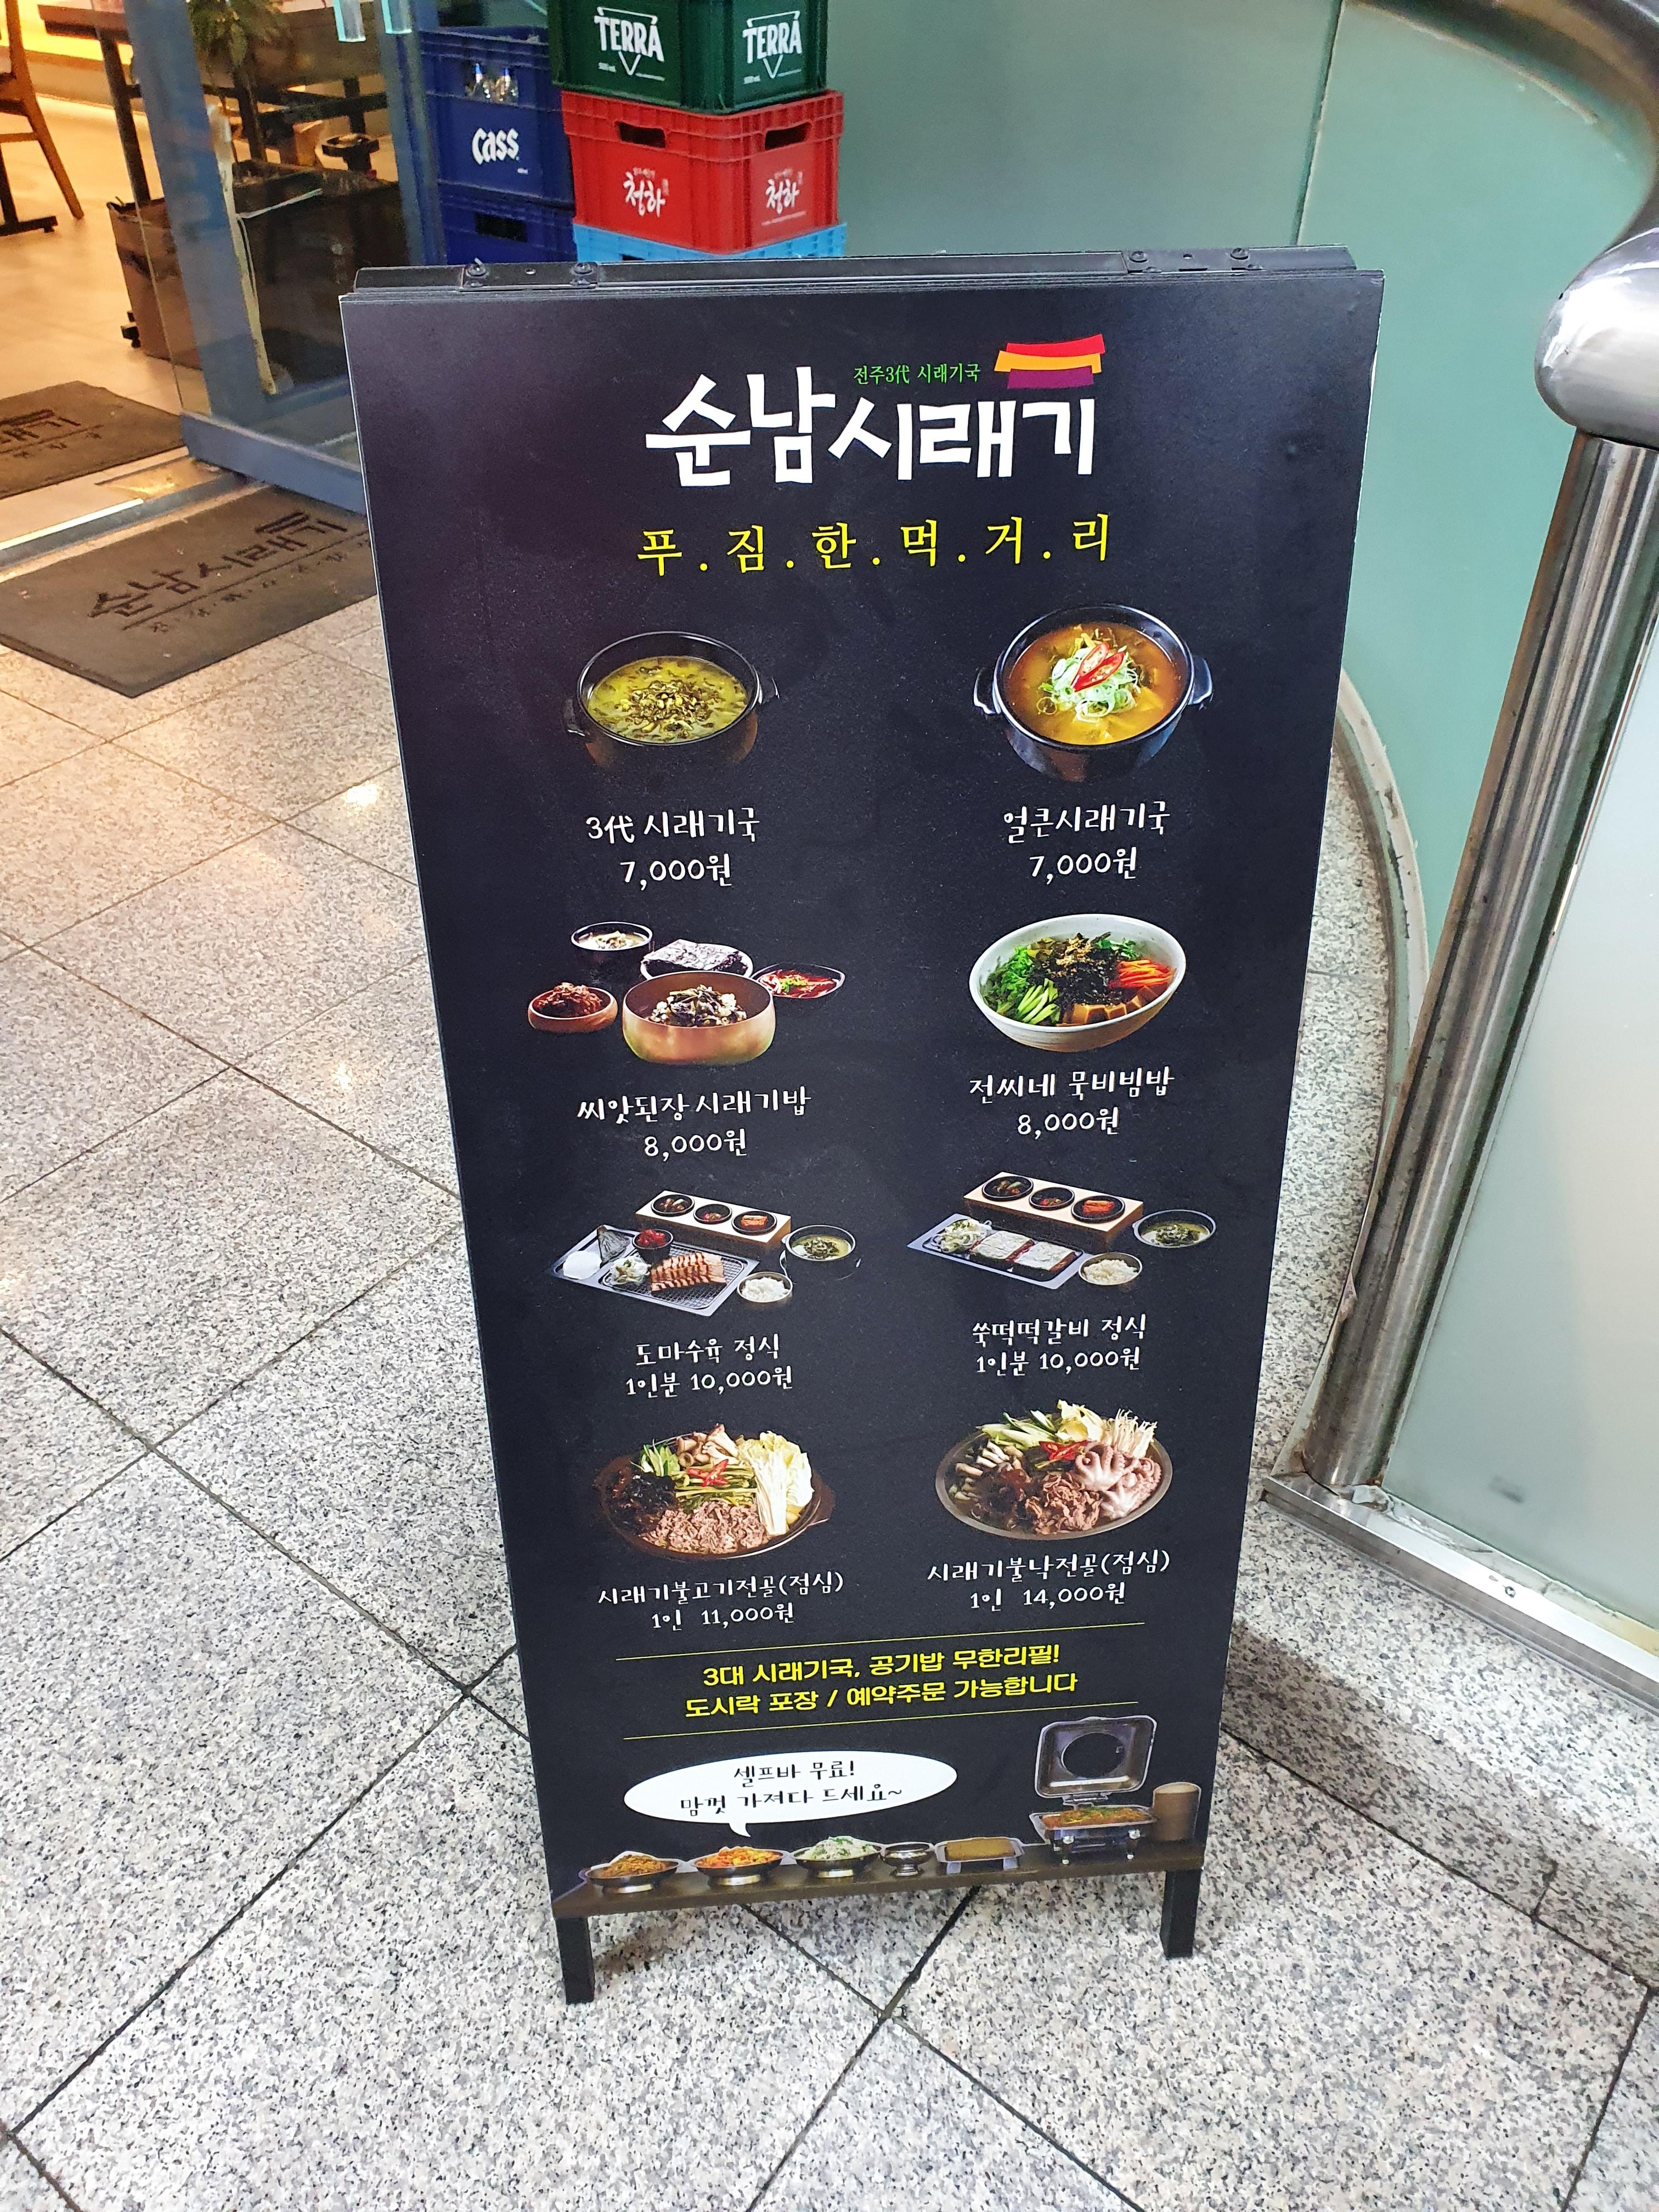 TERRA
TERRA
Cass
청하
청하
전주3代 시래기국
순남시래기
푸.짐.한.먹.거.리
순남시래기
3代 시래기국
7,000원
얼큰시래기국
7,000원
씨앗된장 시래기밥
8,000원
전씨네 묵비빔밥
8,000원
도마수육 정식
1인분 10,000원
쑥떡떡갈비 정식
1인분 10,000원
시래기불고기전골(점심)
1인 11,000원
시래기불낙전골(점심)
1인 14,000원
3대 시래기국, 공기밥 무한리필!
도시락 포장 / 예약주문 가능합니다
셀프바 무료!
맘껏 가져다 드세요~